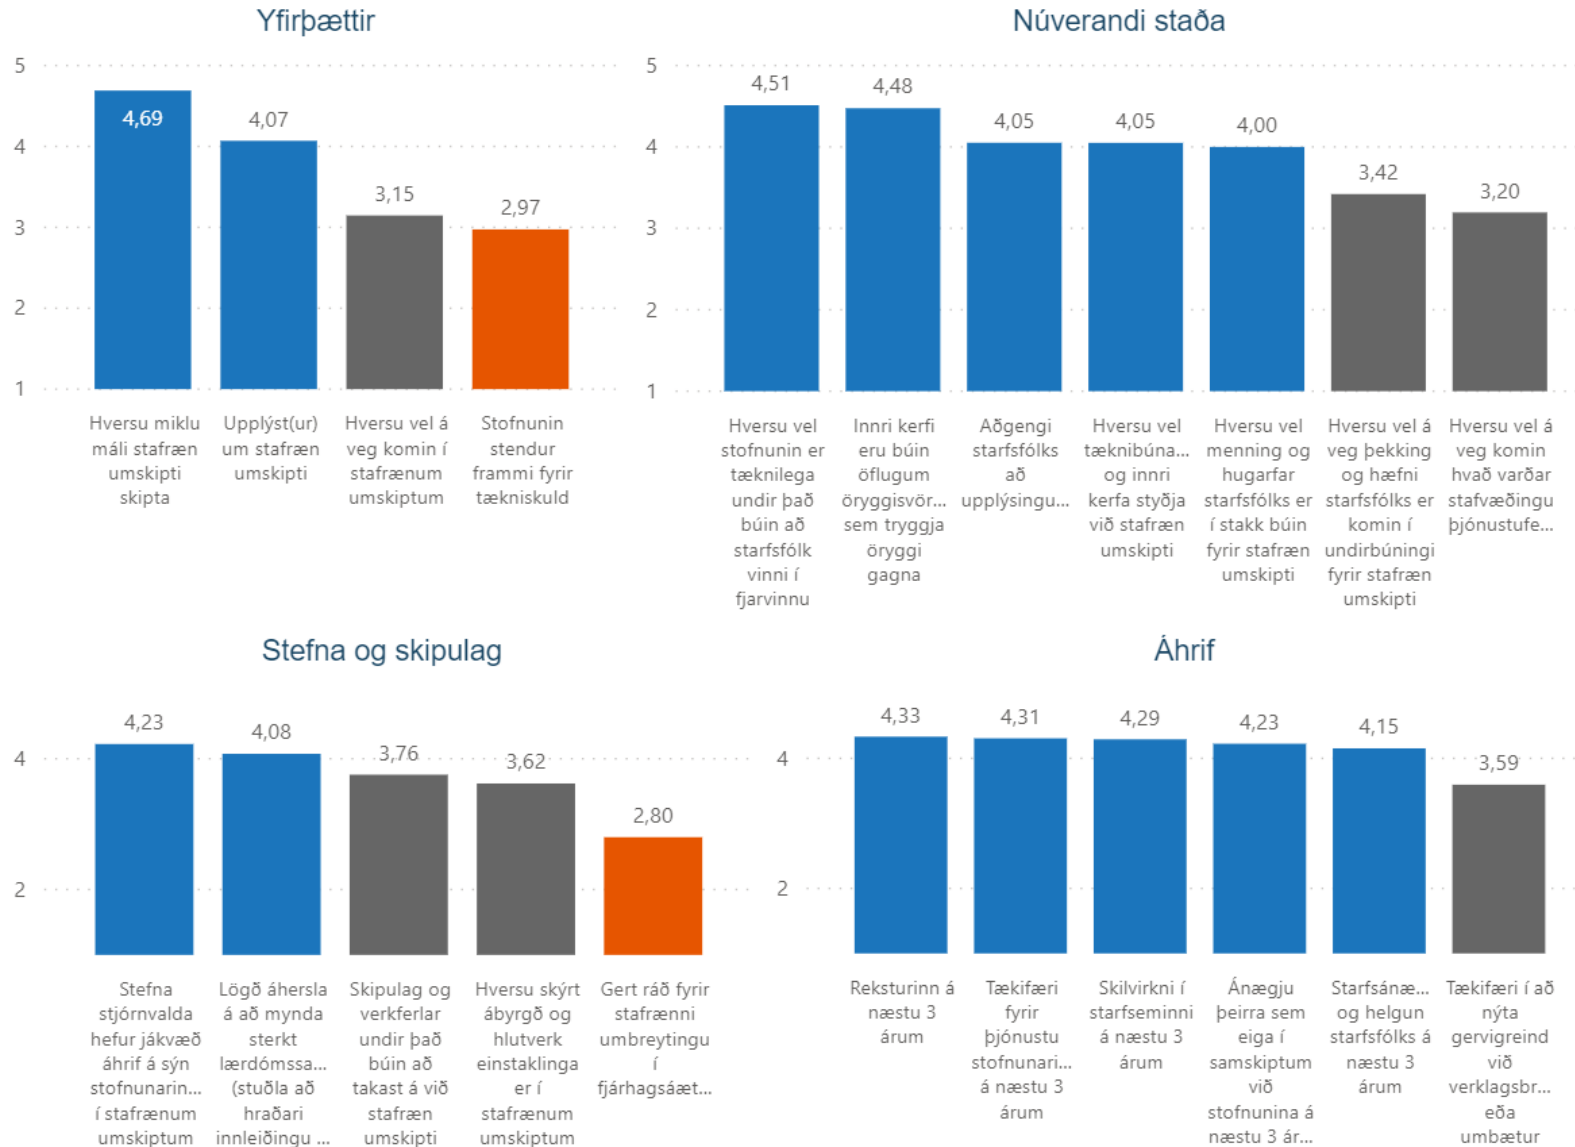 Yfirþættir
5
4
3
2
1
4,69
4,07
3,15
2,97
Hversu miklu
máli stafræn
umskipti
skipta
Upplýst(ur)
um stafræn
umskipti
Hversu vel á
veg komin í
stafrænum
umskiptum
Stofnunin
stendur
frammi fyrir
tækniskuld
Núverandi staða
5
4
3
2
1
4,51
4,48
4,05
4,05
4,00
3,42
3,20
Hversu vel
stofnunin er
tæknilega
undir það
búin að
starfsfólk
vinni í
fjarvinnu
Innri kerfi
eru búin
öflugum
öryggisvör...
sem tryggja
öryggi
gagna
Aðgengi
starfsfólks
að
upplýsingu...
Hversu vel
tæknibúna...
og innri
kerfa styðja
við stafræn
umskipti
Hversu vel
menning og
hugarfar
starfsfólks er
í stakk búin
fyrir stafræn
umskipti
Hversu vel á
veg þekking
og hæfni
starfsfólks er
komin í
undirbúningi
fyrir stafræn
umskipti
Hversu vel á
veg komin
hvað varðar
stafvæðingu
þjónustufe...
Stefna og skipulag
4
2
4,23
4,08
3,76
3,62
2,80
Stefna
stjórnvalda
hefur jákvæð
áhrif á sýn
stofnunarin...
í stafrænum
umskiptum
Lögð áhersla
á að mynda
sterkt
lærdómssa...
(stuðla að
hraðari
innleiðingu ...
Skipulag og
verkferlar
undir það
búin að
takast á við
stafræn
umskipti
Hversu skýrt
ábyrgð og
hlutverk
einstaklinga
er í
stafrænum
umskiptum
Gert ráð fyrir
stafrænni
umbreytingu
í
fjárhagsáæt...
Áhrif
4
2
4,33
4,31
4,29
4,23
4,15
3,59
Reksturinn á
næstu 3
árum
Tækifæri
fyrir
þjónustu
stofnunari...
á næstu 3
árum
Skilvirkni í
starfseminni
á næstu 3
árum
Ánægju
þeirra sem
eiga í
samskiptum
við
stofnunina á
næstu 3 ár...
Starfsánæ...
og helgun
starfsfólks á
næstu 3
árum
Tækifæri í að
nýta
gervigreind
við
verklagsbr...
eða
umbætur